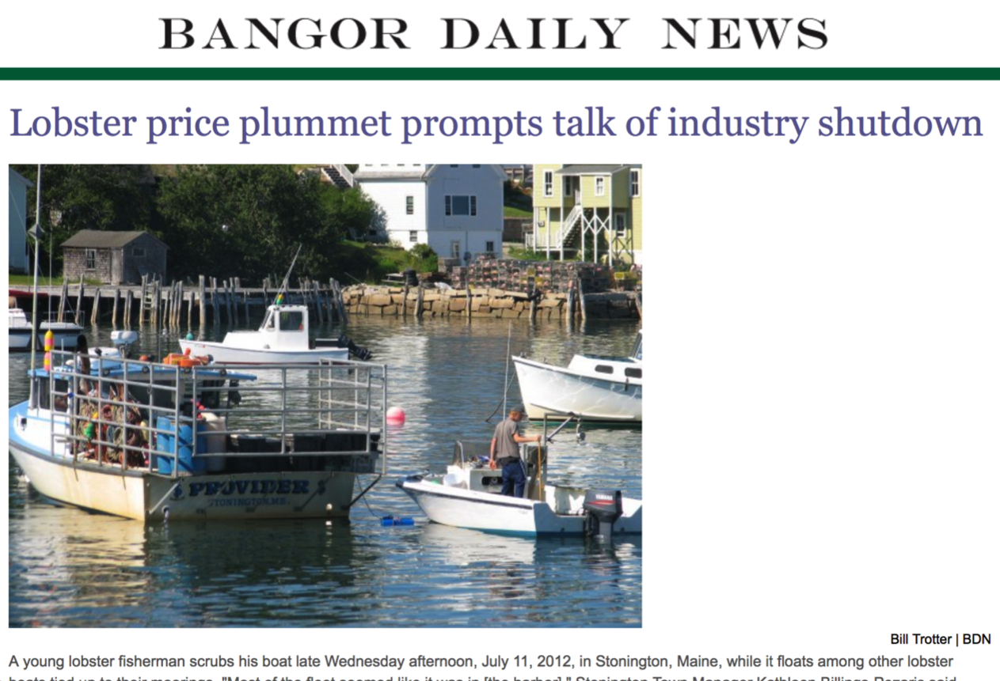 BANGOR DAILY NEWS
Lobster price plummet prompts talk of industry shutdown
PROVIDER
STONINGTON, ME.
YAMAHA
Bill Trotter | BDN
A young lobster fisherman scrubs his boat late Wednesday afternoon, July 11, 2012, in Stonington, Maine, while it floats among other lobster
boats tied up to their moorings. "Most of the fleet seemed like it was in [the harbor]," Stonington Town Manager Kathleen Billings-Pezaris said